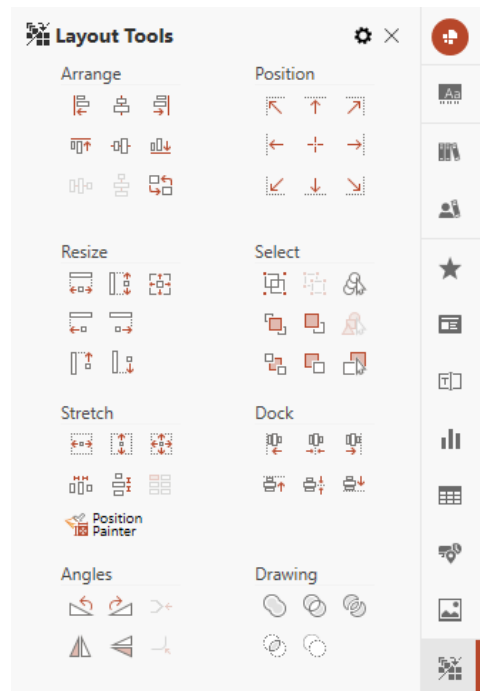 Layout Tools
Arrange
Position
Resize
Select
Stretch
Dock
Position
Painter
Angles
Drawing
Aa
T